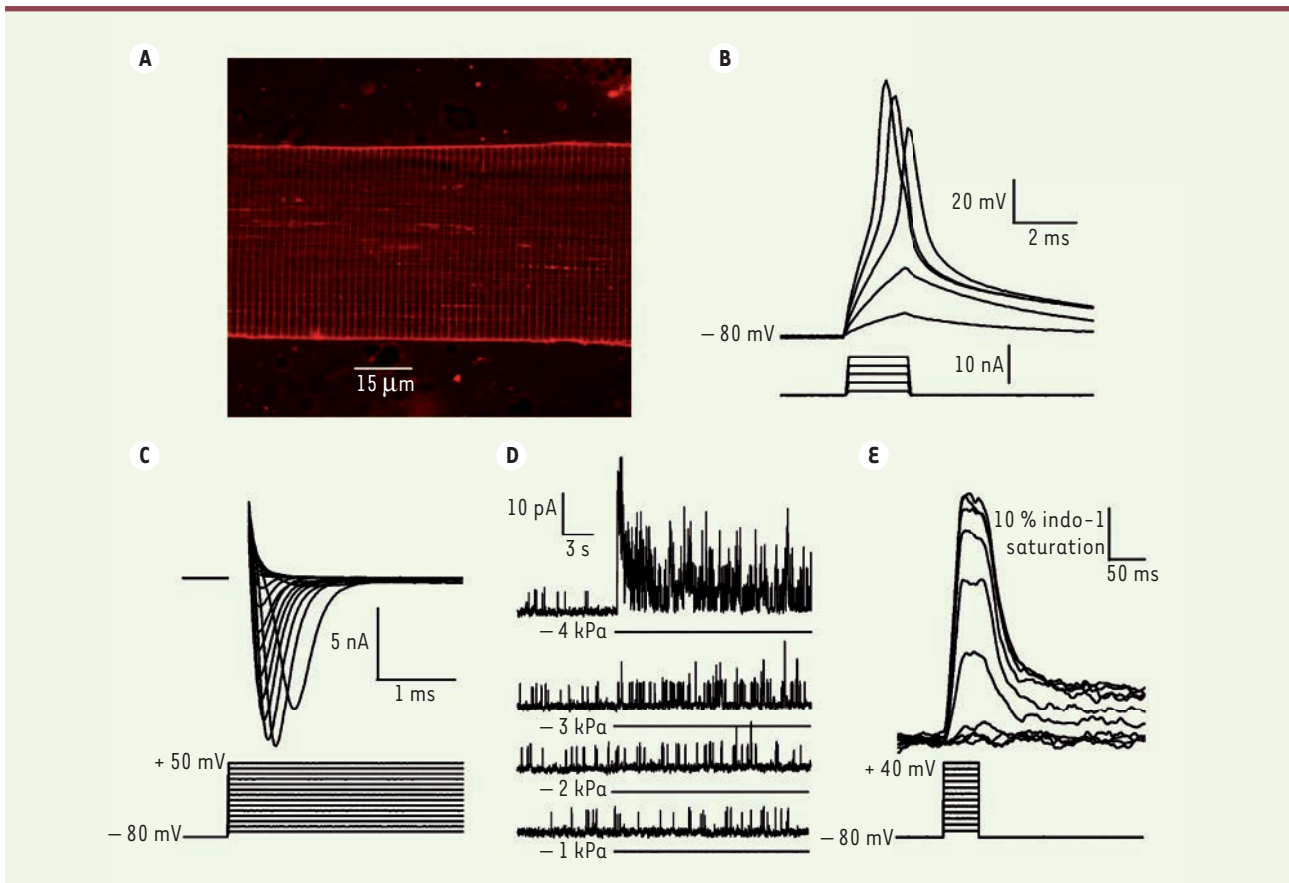 A
15 μm
B
20 mV
2 ms
– 80 mV
10 nA
C
5 nA
1 ms
+ 50 mV
– 80 mV
D
10 pA
3 s
– 4 kPa
– 3 kPa
– 2 kPa
– 1 kPa
E
10 % indo-1
saturation
50 ms
+ 40 mV
– 80 mV